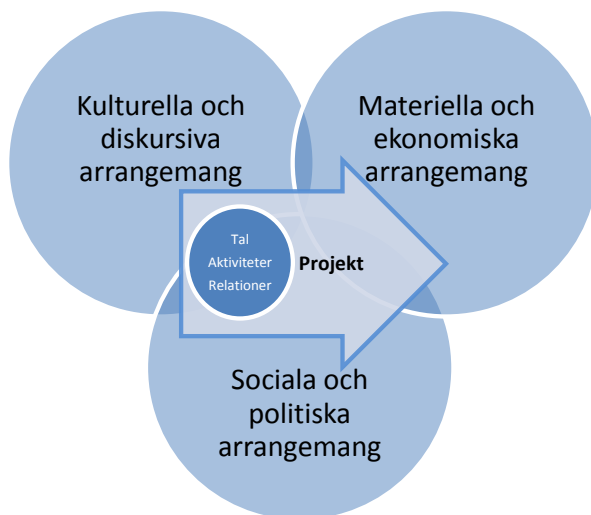 Kulturella och
diskursiva
arrangemang
Materiella och
ekonomiska
arrangemang
Tal
Aktiviteter
Relationer
Projekt
Sociala och
politiska
arrangemang